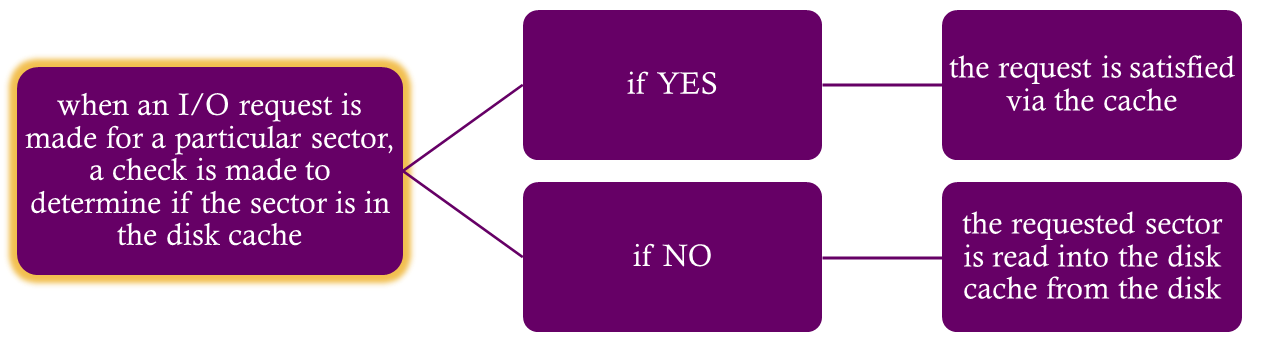 when an I/O request is
made for a particular sector,
a check is made to
determine if the sector is in
the disk cache
if YES
the request is satisfied
via the cache
if NO
the requested sector
is read into the disk
cache from the disk